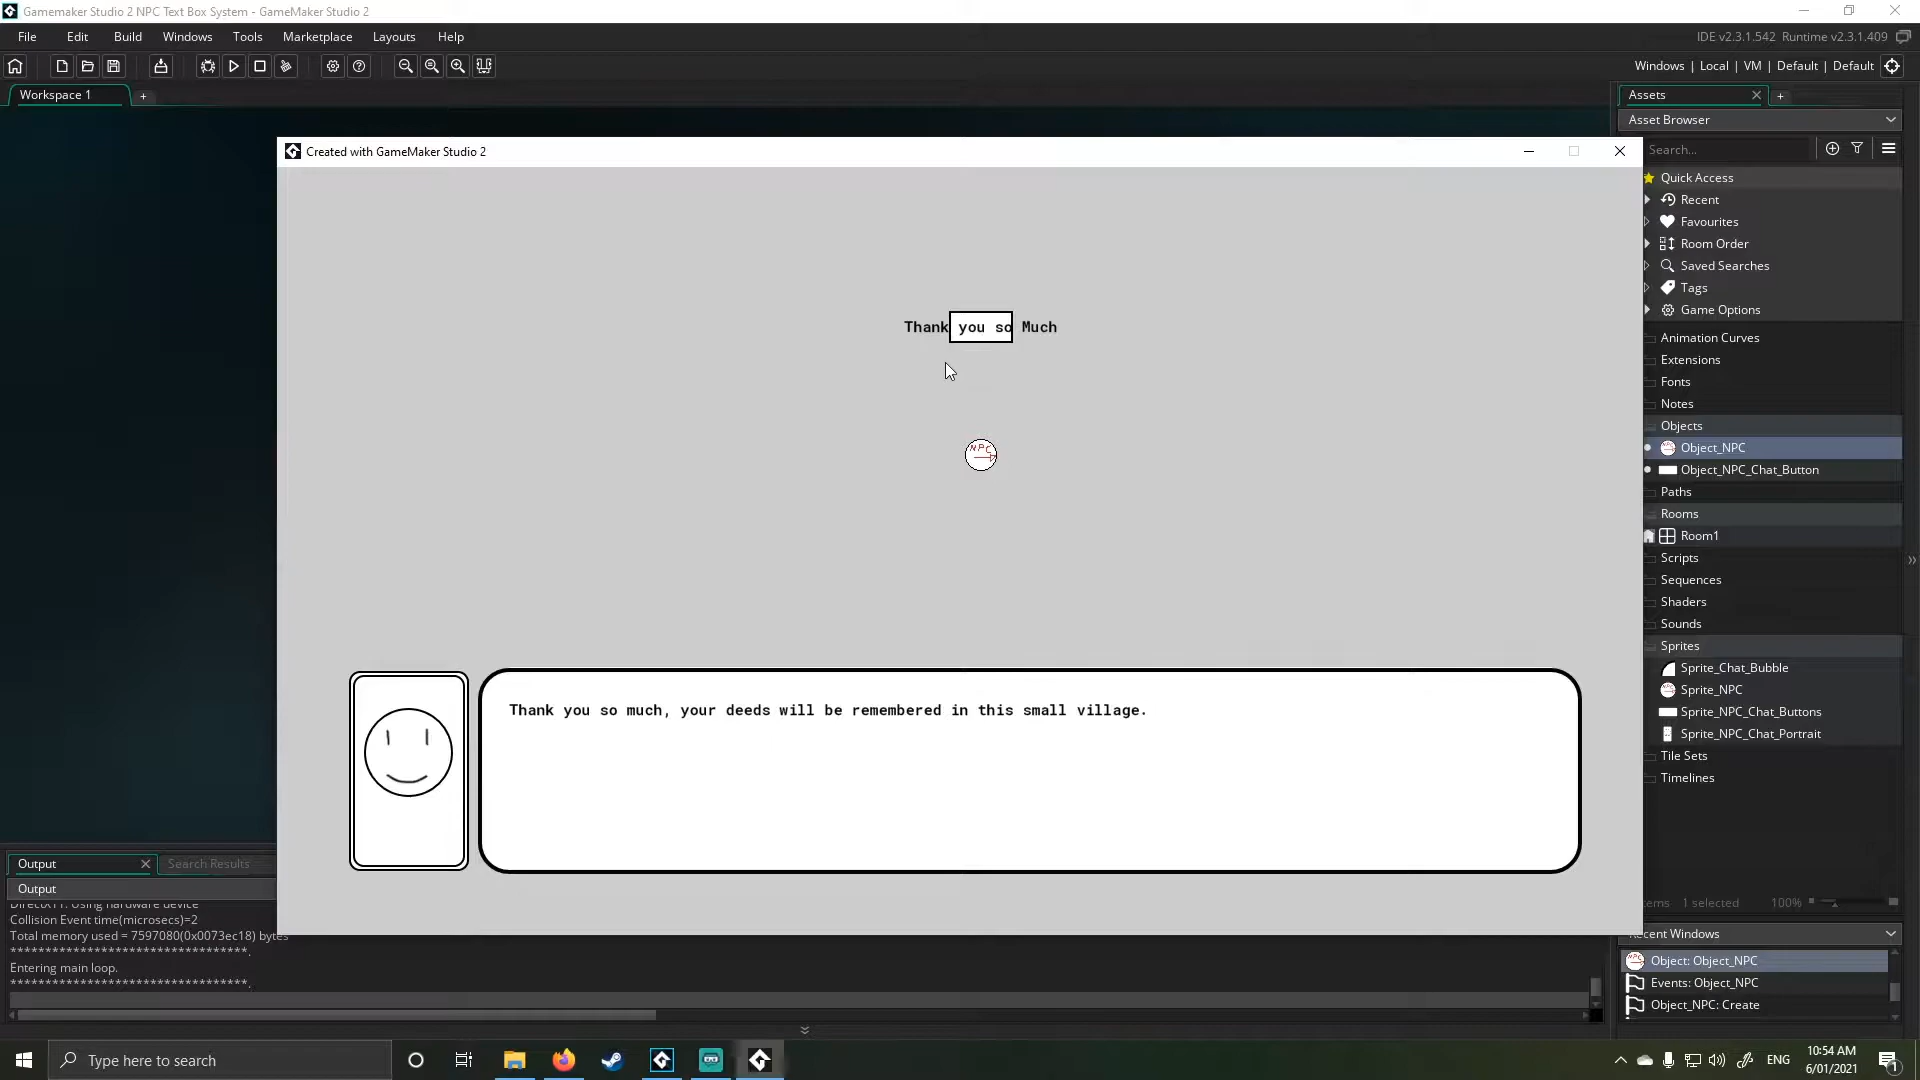 Gamemaker Studio 2 NPC Text Box System - GameMaker Studio 2
File Edit Build Windows Tools Marketplace Layouts Help
IDE v2.3.1.542 Runtime v2.3.1.409
Windows | Local | VM | Default | Default
Workspace 1
Assets
Asset Browser
Created with GameMaker Studio 2
Search...
Quick Access
Recent
Favourites
Room Order
Saved Searches
Tags
Game Options
Thank you so Much
Animation Curves
Extensions
Fonts
Notes
Objects
NPC
Object_NPC
Object_NPC_Chat_Button
Paths
Rooms
Room1
Scripts
Sequences
Shaders
Sounds
Sprites
Sprite_Chat_Bubble
Sprite_NPC
Sprite_NPC_Chat_Buttons
Sprite_NPC_Chat_Portrait
Tile Sets
Timelines
Thank you so much, your deeds will be remembered in this small village.
Output
Search Results
Output
DirectX11: Using hardware device
Collision Event time(microsecs)=2
Total memory used = 7597080(0x0073ec18) bytes
*********************************.
Entering main loop.
*********************************.
1 selected 100%
Recent Windows
Object: Object_NPC
Events: Object_NPC
Object_NPC: Create
Type here to search
ENG
10:54 AM
6/01/2021
1